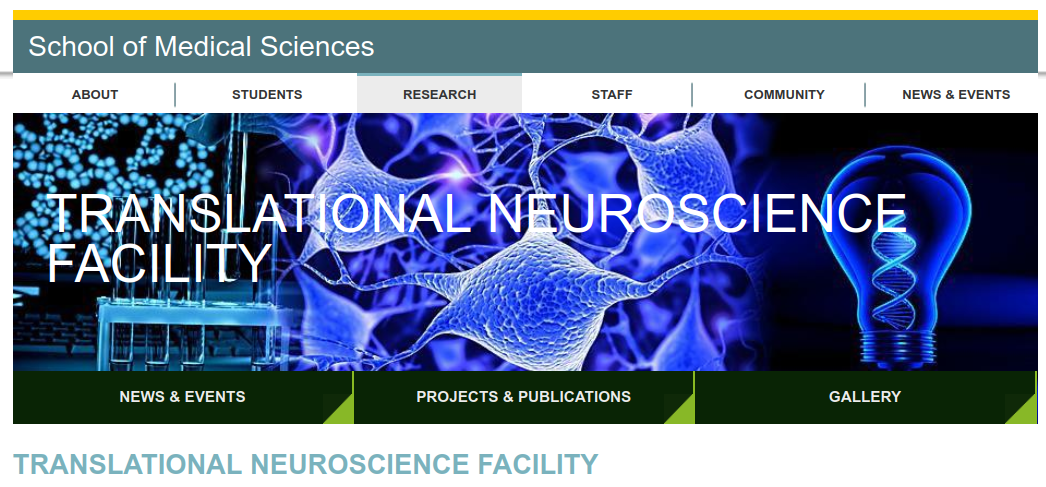 School of Medical Sciences
ABOUT STUDENTS RESEARCH STAFF COMMUNITY NEWS & EVENTS
TRANSLATIONAL NEUROSCIENCE
FACILITY
NEWS & EVENTS PROJECTS & PUBLICATIONS GALLERY
TRANSLATIONAL NEUROSCIENCE FACILITY